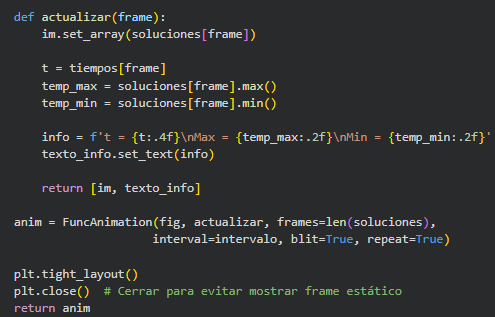 def actualizar(frame):
    im.set_array(soluciones[frame])

    t = tiempos[frame]
    temp_max = soluciones[frame].max()
    temp_min = soluciones[frame].min()

    info = f't = {t:.4f}\nMax = {temp_max:.2f}\nMin = {temp_min:.2f}'
    texto_info.set_text(info)

    return [im, texto_info]

anim = FuncAnimation(fig, actualizar, frames=len(soluciones),
                    interval=intervalo, blit=True, repeat=True)

plt.tight_layout()
plt.close()  # Cerrar para evitar mostrar frame estático
return anim